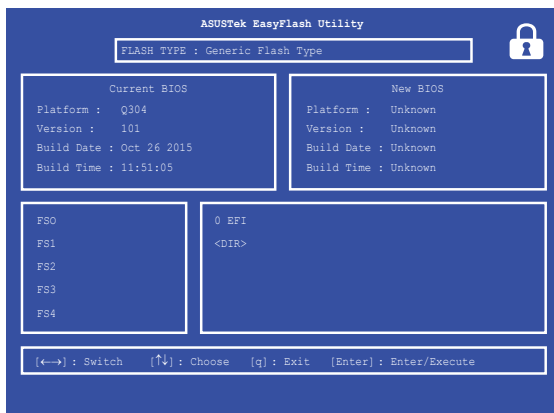 ASUSTek EasyFlash Utility
FLASH TYPE : Generic Flash Type
Current BIOS
Platform : Q304
Version : 101
Build Date : Oct 26 2015
Build Time : 11:51:05
New BIOS
Platform : Unknown
Version : Unknown
Build Date : Unknown
Build Time : Unknown
FSO
FS1
FS2
FS3
FS4
0 EFI
<DIR>
[←→] : Switch [↑↓] : Choose [q] : Exit [Enter] : Enter/Execute